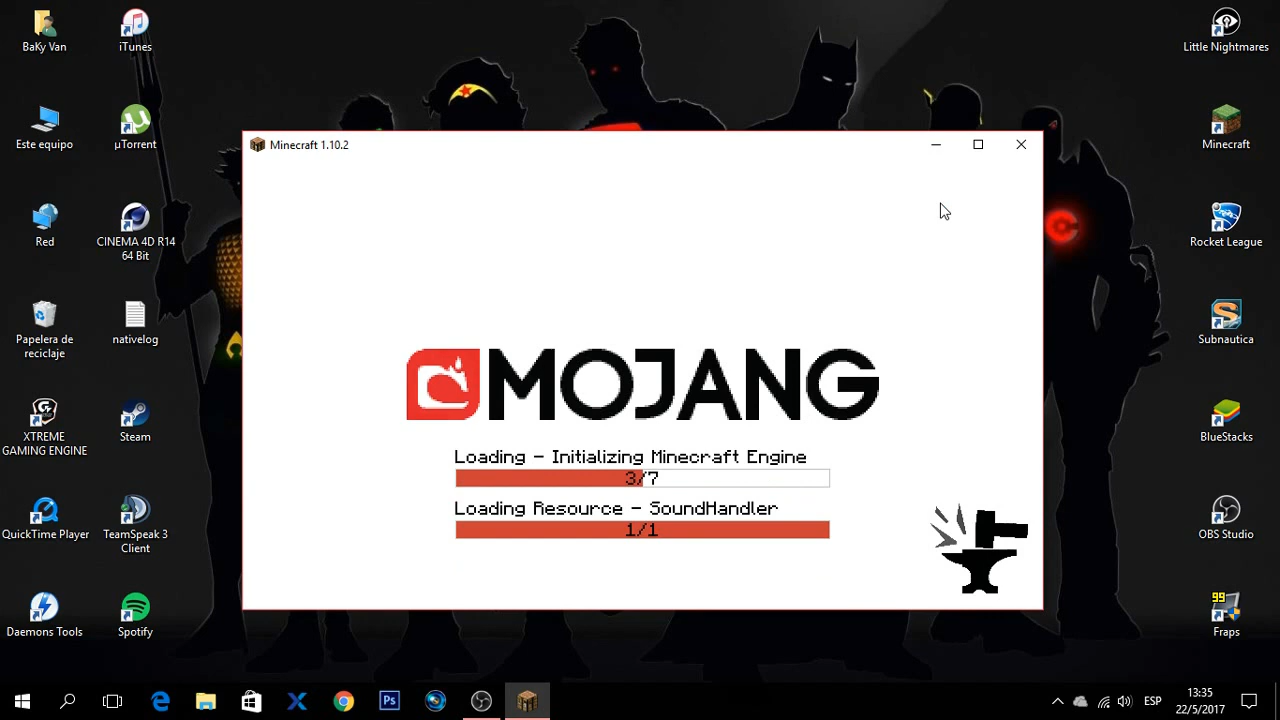 BaKy Van
iTunes
Little Nightmares
Este equipo
µTorrent
Minecraft
Minecraft 1.10.2
Red
CINEMA 4D R14
64 Bit
Rocket League
Papelera de
reciclaje
nativelog
Subnautica
MOJANG
XTREME
GAMING ENGINE
Steam
BlueStacks
Loading - Initializing Minecraft Engine
3/7
Loading Resource - SoundHandler
1/1
QuickTime Player
TeamSpeak 3
Client
OBS Studio
Daemons Tools
Spotify
99
Fraps
Ps
ESP
13:35
22/5/2017